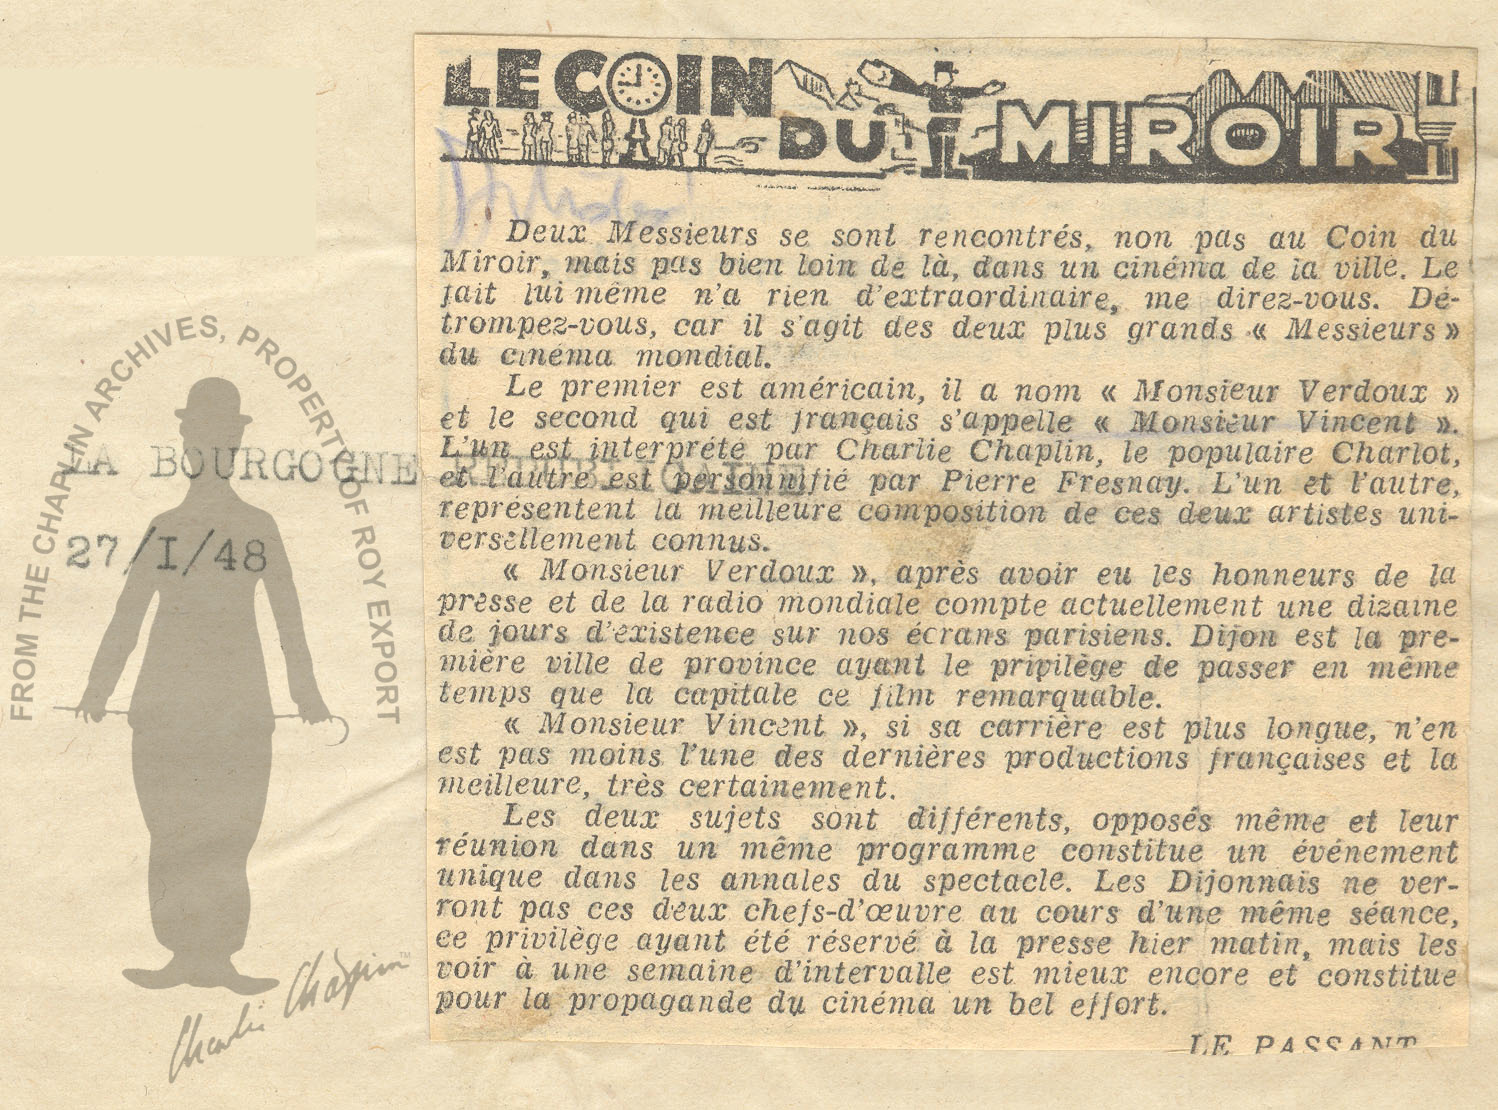 LE COIN DU MIROIR
Deux Messieurs se sont rencontrés, non pas au Coin du
Miroir, mais pas bien loin de là, dans un cinéma de la ville. Le
fait lui même n'a rien d'extraordinaire, me direz-vous. Dé-
trompez-vous, car il s'agit des deux plus grands « Messieurs »
du cinéma mondial.
Le premier est américain, il a nom « Monsieur Verdoux »
et le second qui est français s'appelle « Monsieur Vincent ».
L'un est interprété par Charlie Chaplin, le populaire Charlot,
et l'autre est personnifié par Pierre Fresnay. L'un et l'autre,
représentent la meilleure composition de ces deux artistes uni-
versellement connus.
« Monsieur Verdoux », après avoir eu les honneurs de la
presse et de la radio mondiale compte actuellement une dizaine
de jours d'existence sur nos écrans parisiens. Dijon est la pre-
mière ville de province ayant le privilège de passer en même
temps que la capitale ce film remarquable.
« Monsieur Vincent », si sa carrière est plus longue, n'en
est pas moins l'une des dernières productions françaises et la
meilleure, très certainement.
Les deux sujets sont différents, opposés même et leur
réunion dans un même programme constitue un événement
unique dans les annales du spectacle. Les Dijonnais ne ver-
ront pas ces deux chefs-d'œuvre au cours d'une même séance,
ce privilège ayant été réservé à la presse hier matin, mais les
voir à une semaine d'intervalle est mieux encore et constitue
pour la propagande du cinéma un bel effort.
LE PASSANT
LA BOURGOGNE REPUBLICAINE
27/I/48
FROM THE CHAPLIN ARCHIVES, PROPERTY OF ROY EXPORT
Charlie Chaplin™